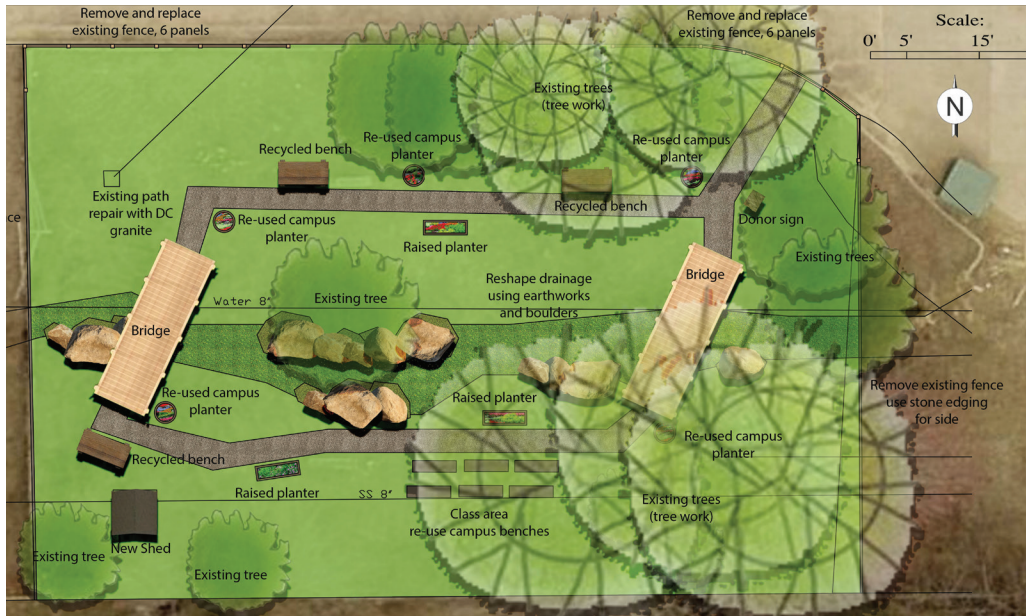 Remove and replace
existing fence, 6 panels
Remove and replace
existing fence, 6 panels
Scale:
0' 5' 15'
N
Existing trees
(tree work)
Re-used campus
planter
Re-used campus
planter
Recycled bench
Existing path
repair with DC
granite
Recycled bench
ce
Re-used campus
planter
Raised planter
Donor sign
Existing trees
Bridge
Reshape drainage
using earthworks
and boulders
Water 8"
Existing tree
Bridge
Re-used campus
planter
Raised planter
Remove existing fence
use stone edging
for side
Re-used campus
planter
Recycled bench
Raised planter
SS 8"
Class area
re-use campus benches
Existing trees
(tree work)
New Shed
Existing tree
Existing tree